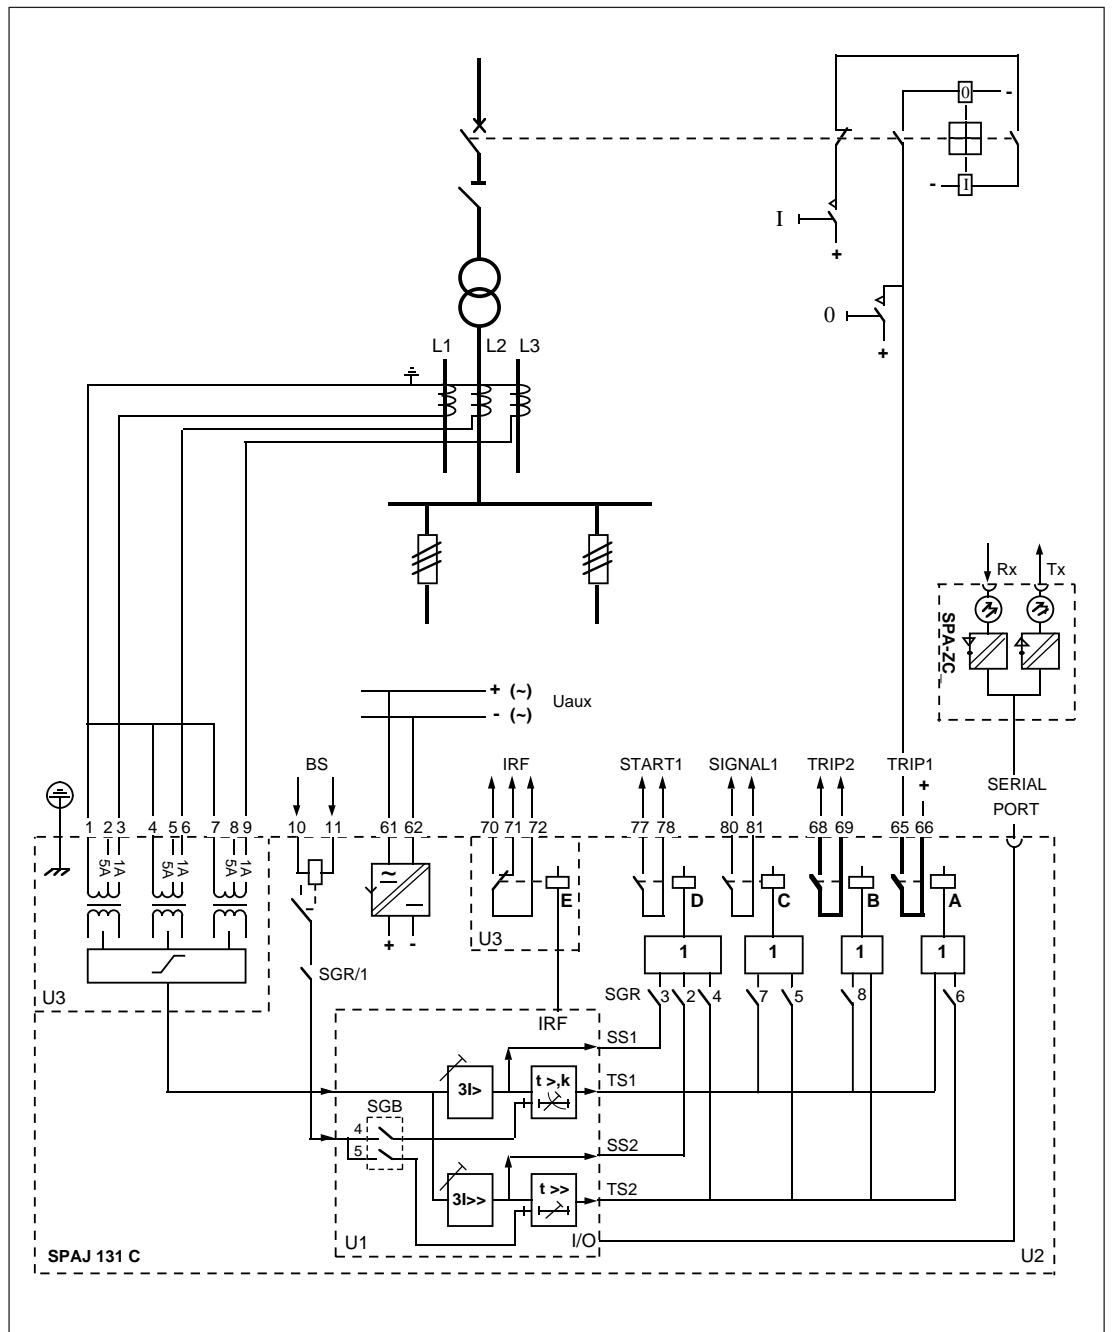 0 -
- I
I
+
0
+
L1 L2 L3
Rx Tx
SPA-ZC
+ (~)
- (~)
Uaux
BS IRF START1 SIGNAL1 TRIP2 TRIP1
+
SERIAL
PORT
1 2 3 4 5 6 7 8 9 10 11 61 62 70 71 72 77 78 80 81 68 69 65 66
5A 1A 5A 1A 5A 1A
~
E D C B A
+ -
U3
1 1 1 1
SGR/1
U3
SGR 3 2 4 7 5 8 6
IRF
SS1
3I> t >,k TS1
SGB
4
5
SS2
3I>> t >> TS2
U1 I/O
SPAJ 131 C U2